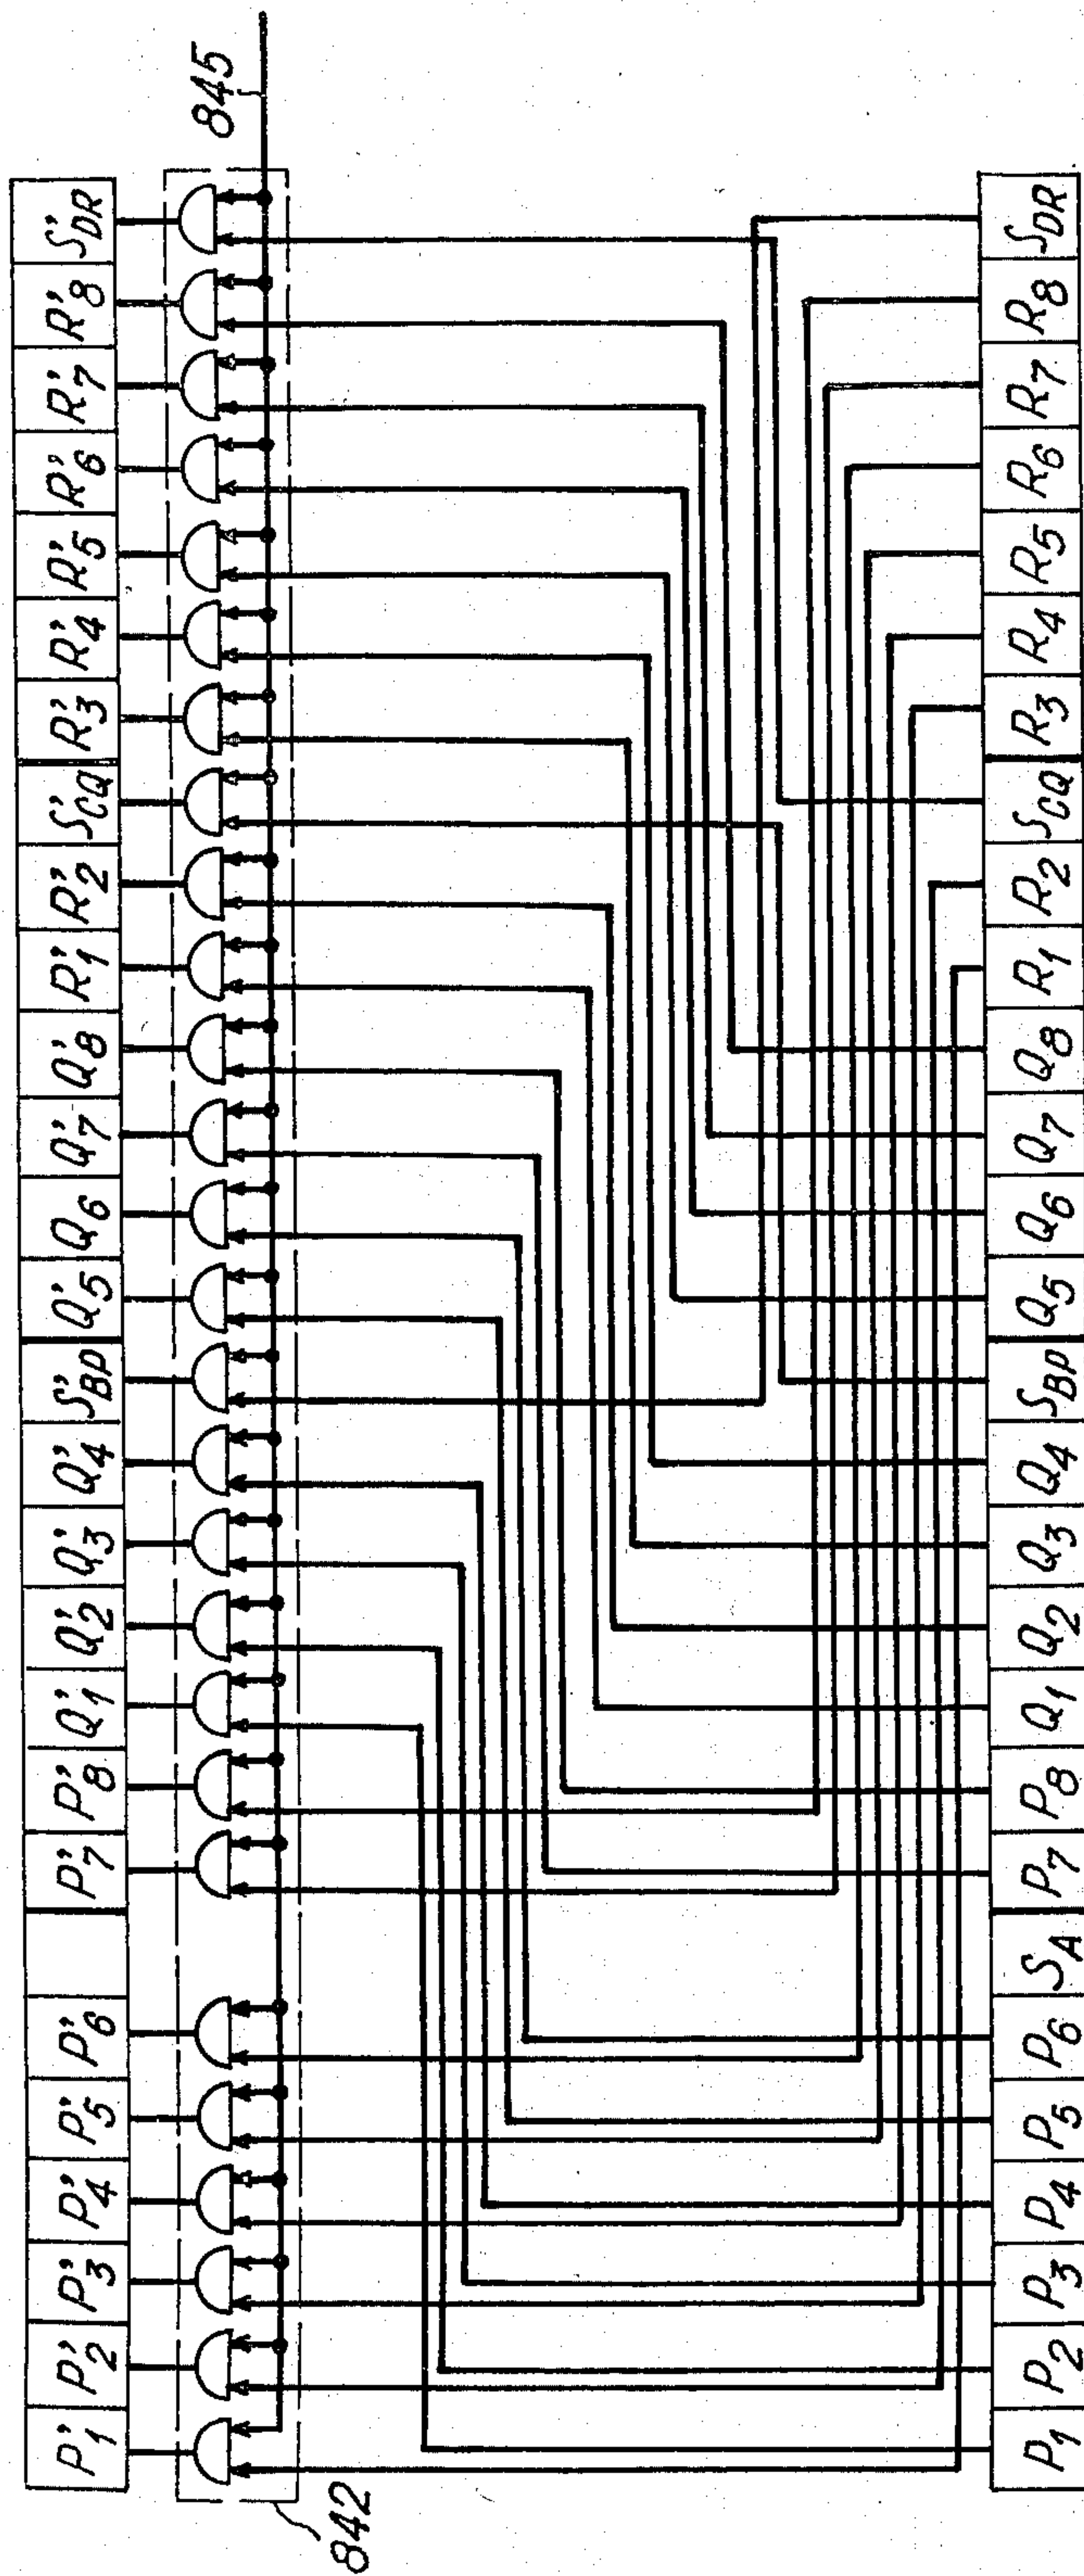 P'1 P'2 P'3 P'4 P'5 P'6 P'7 P'8 Q'1 Q'2 Q'3 Q'4 S'BP Q'5 Q6 Q'7 Q'8 R'1 R'2 S'CQ R'3 R'4 R'5 R'6 R'7 R'8 S'DR
842
845
P1 P2 P3 P4 P5 P6 SA P7 P8 Q1 Q2 Q3 Q4 SBP Q5 Q6 Q7 Q8 R1 R2 SCQ R3 R4 R5 R6 R7 R8 SDR